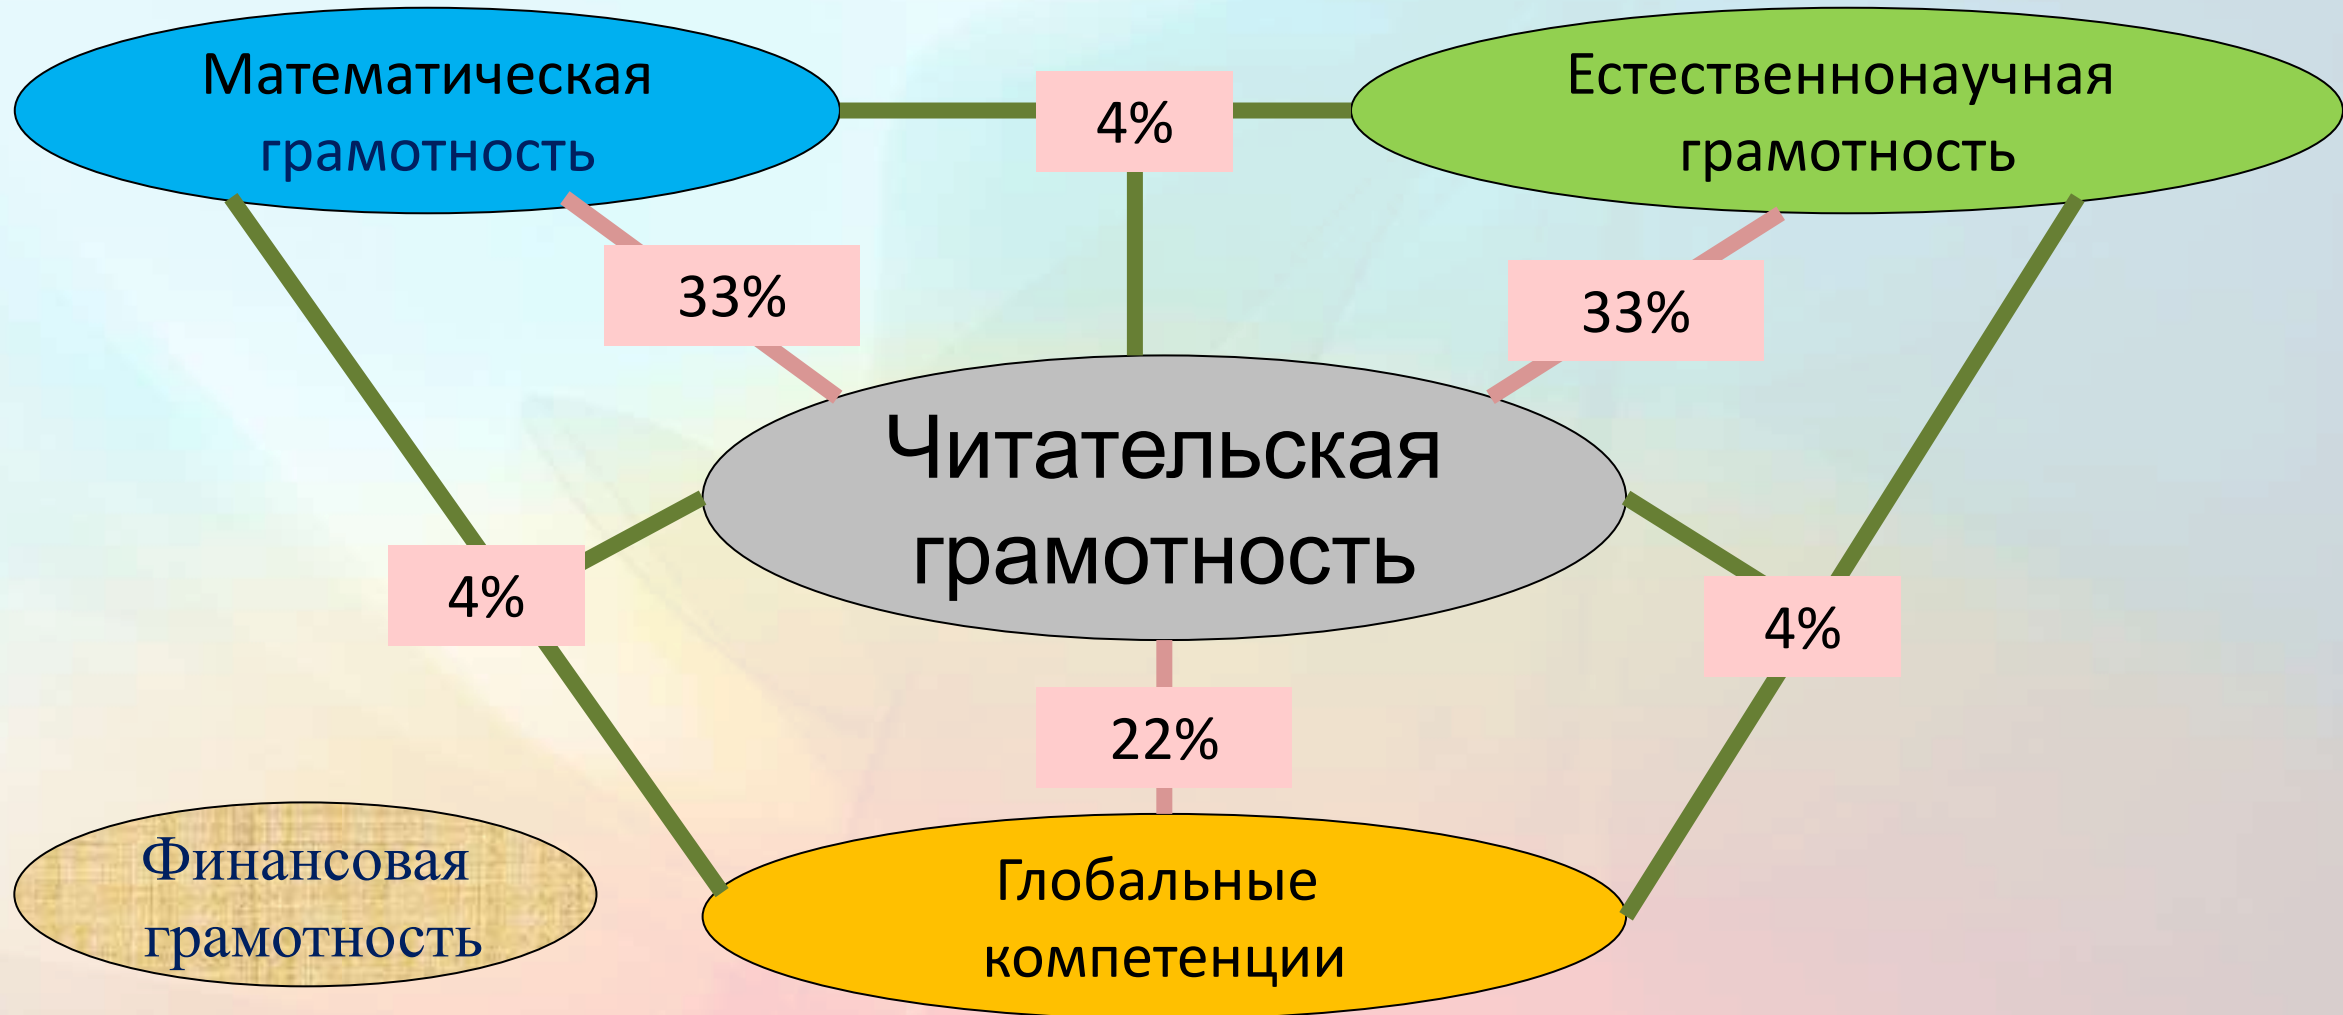 Математическая
грамотность
4%
Естественнонаучная
грамотность
33%
33%
Читательская
грамотность
4%
4%
22%
Финансовая
грамотность
Глобальные
компетенции